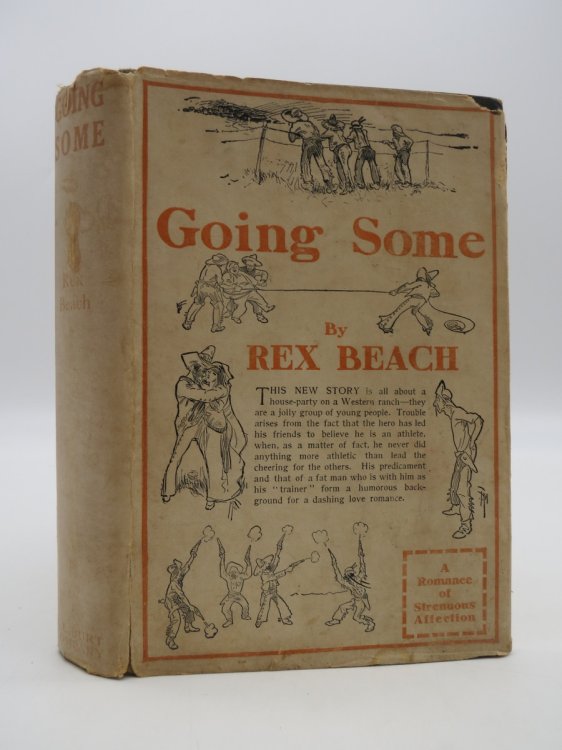 GOING
SOME
Rex
Beach
Going Some
By
REX BEACH
THIS NEW STORY is all about a
house-party on a Western ranch—they
are a jolly group of young people. Trouble
arises from the fact that the hero has led
his friends to believe he is an athlete,
when, as a matter of fact, he never did
anything more athletic than lead the
cheering for the others. His predicament
and that of a fat man who is with him as
his "trainer" form a humorous back-
ground for a dashing love romance.
A
Romance
of
Strenuous
Affection